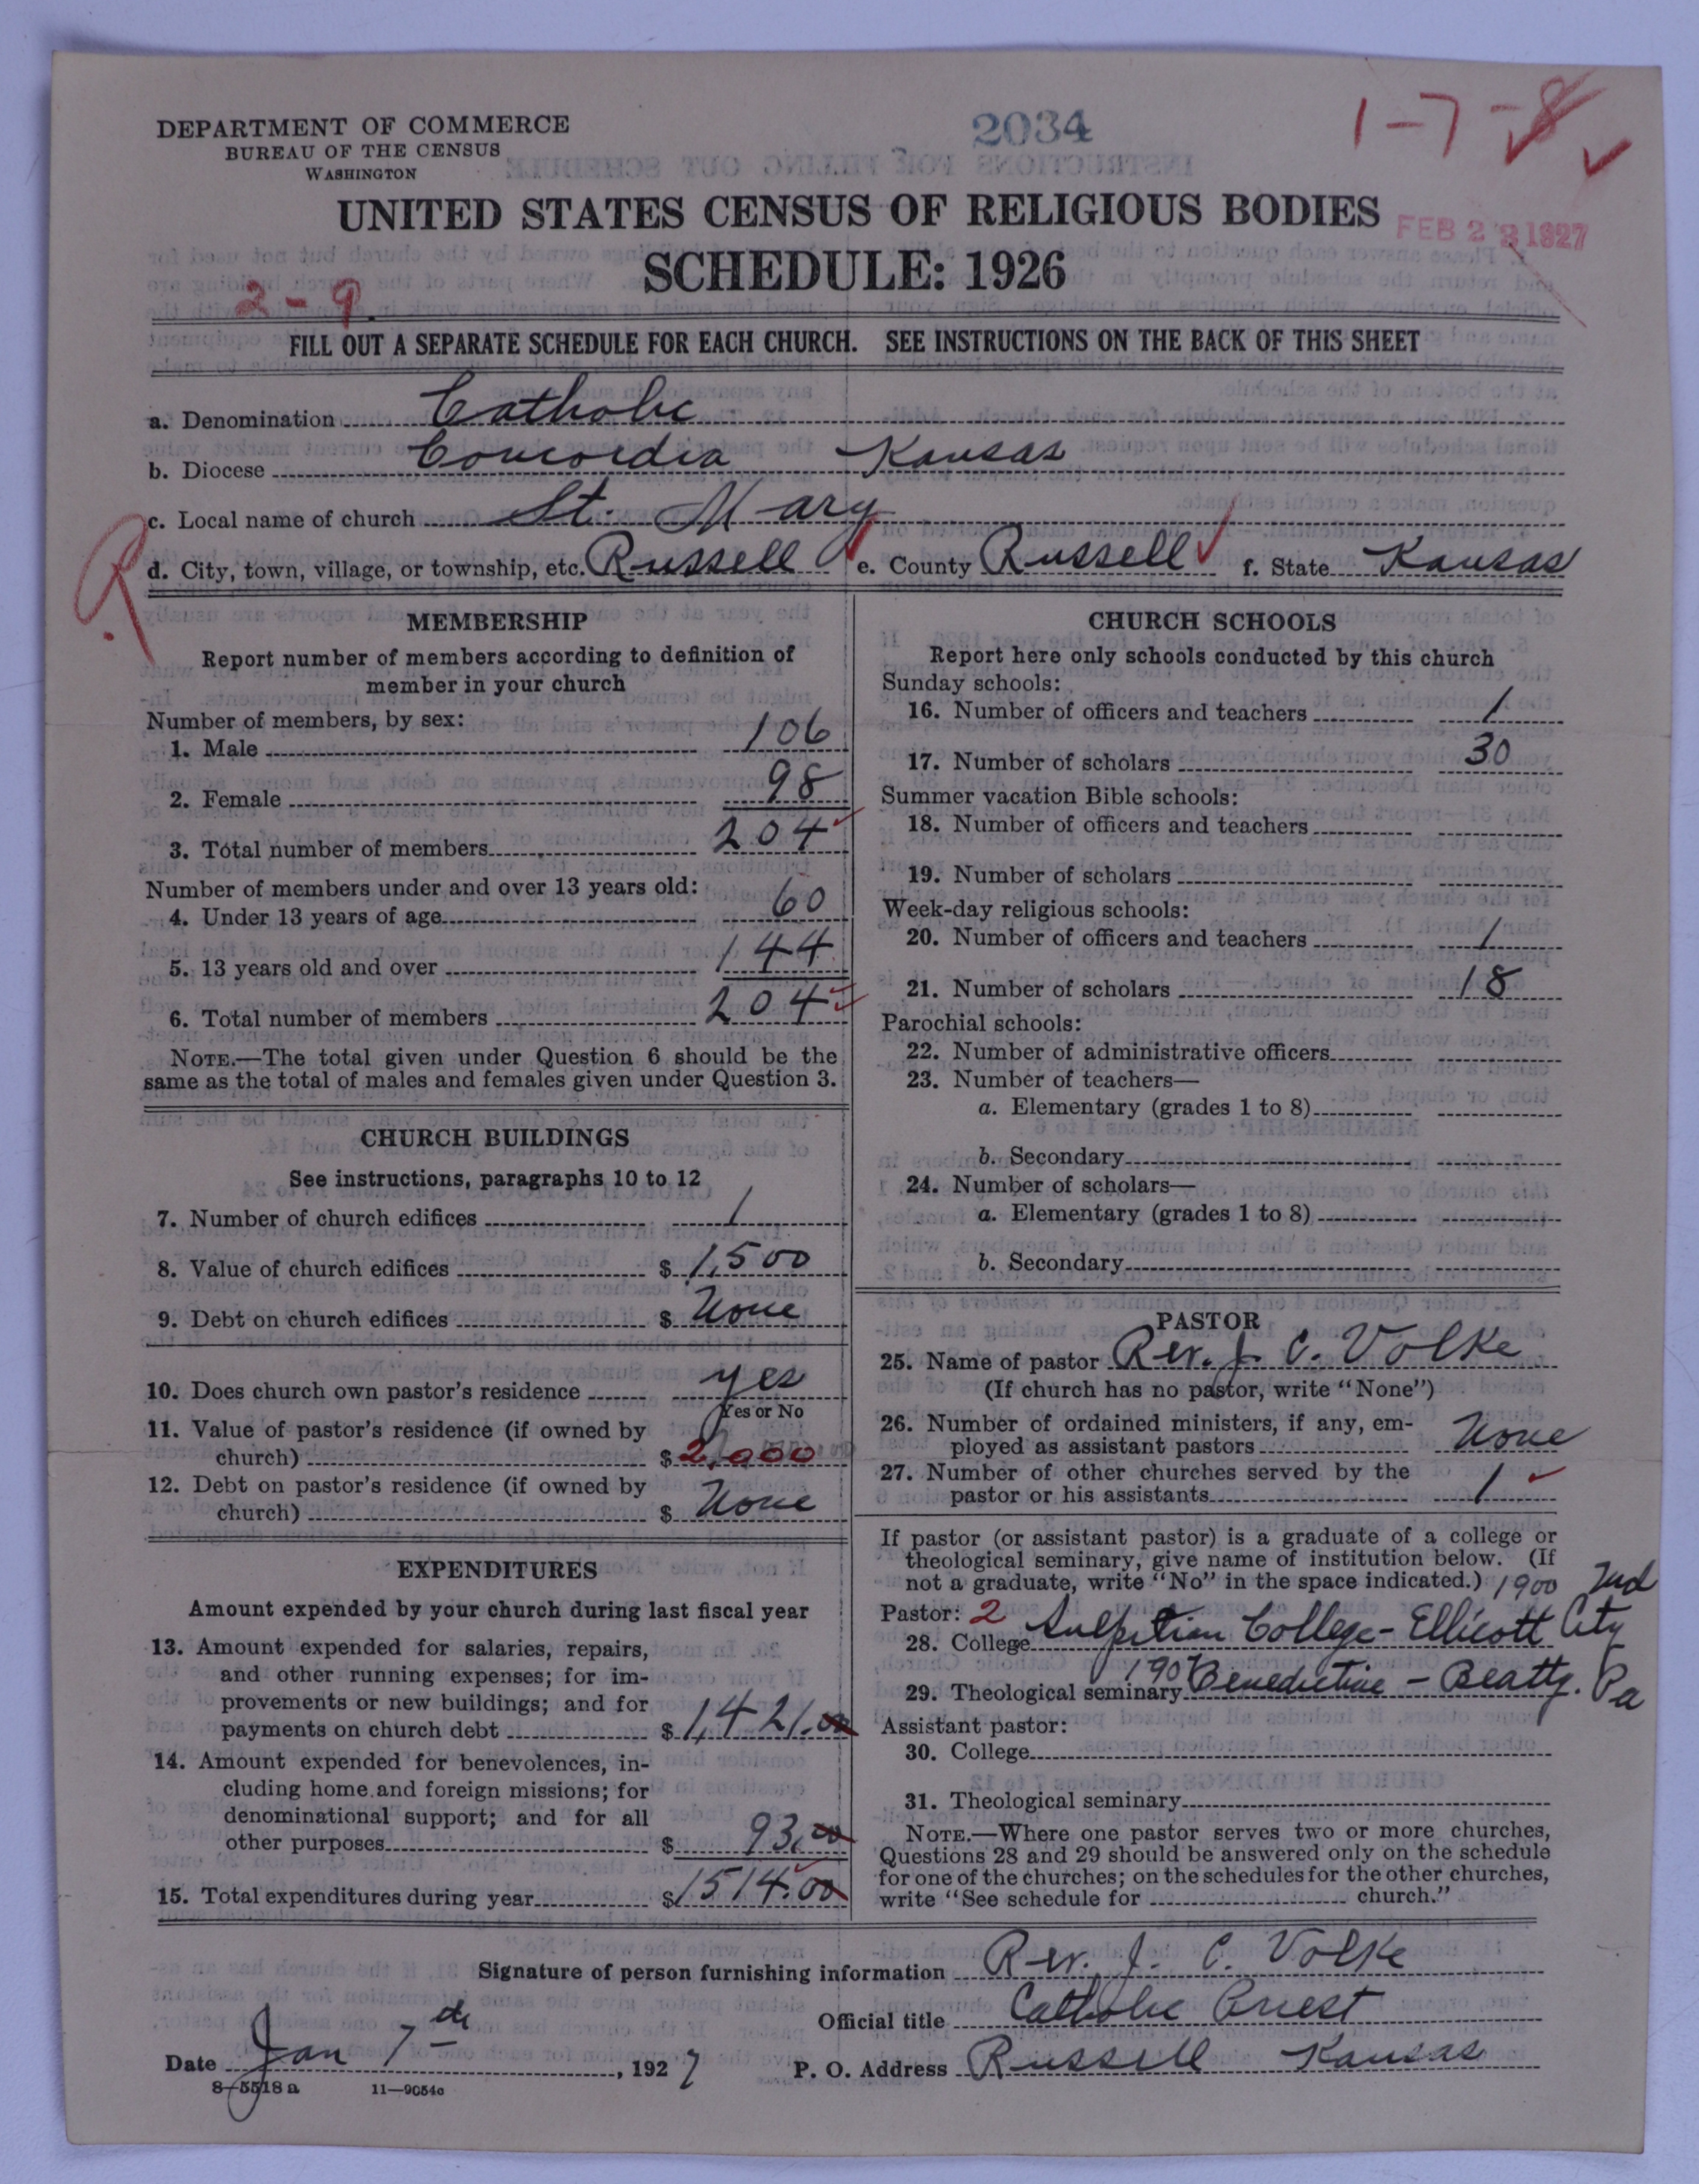 DEPARTMENT OF COMMERCE
BUREAU OF THE CENSUS
WASHINGTON
2034
1-7-8
UNITED STATES CENSUS OF RELIGIOUS BODIES
FEB 23 1927
SCHEDULE: 1926
2-9
FILL OUT A SEPARATE SCHEDULE FOR EACH CHURCH. SEE INSTRUCTIONS ON THE BACK OF THIS SHEET
a. Denomination Catholic
b. Diocese Concordia Kansas
c. Local name of church St. Mary
R
d. City, town, village, or township, etc. Russell e. County Russell f. State Kansas
MEMBERSHIP
Report number of members according to definition of
member in your church
Number of members, by sex:
1. Male 106
2. Female 98
3. Total number of members 204
Number of members under and over 13 years old:
4. Under 13 years of age 60
5. 13 years old and over 144
6. Total number of members 204
NOTE.—The total given under Question 6 should be the
same as the total of males and females given under Question 3.
CHURCH BUILDINGS
See instructions, paragraphs 10 to 12
7. Number of church edifices 1
8. Value of church edifices $ 1,500
9. Debt on church edifices $ None
10. Does church own pastor's residence yes
Yes or No
11. Value of pastor's residence (if owned by
church) $ 2,000
12. Debt on pastor's residence (if owned by
church) $ None
EXPENDITURES
Amount expended by your church during last fiscal year
13. Amount expended for salaries, repairs,
and other running expenses; for im-
provements or new buildings; and for
payments on church debt $ 1,421.00
14. Amount expended for benevolences, in-
cluding home and foreign missions; for
denominational support; and for all
other purposes $ 93.00
15. Total expenditures during year $ 1514.00
CHURCH SCHOOLS
Report here only schools conducted by this church
Sunday schools:
16. Number of officers and teachers 1
17. Number of scholars 30
Summer vacation Bible schools:
18. Number of officers and teachers
19. Number of scholars
Week-day religious schools:
20. Number of officers and teachers 1
21. Number of scholars 18
Parochial schools:
22. Number of administrative officers
23. Number of teachers—
a. Elementary (grades 1 to 8)
b. Secondary
24. Number of scholars—
a. Elementary (grades 1 to 8)
b. Secondary
PASTOR
25. Name of pastor Rev. J. C. Volke
(If church has no pastor, write "None")
26. Number of ordained ministers, if any, em-
ployed as assistant pastors None
27. Number of other churches served by the
pastor or his assistants 1
If pastor (or assistant pastor) is a graduate of a college or
theological seminary, give name of institution below. (If
not a graduate, write "No" in the space indicated.) 1900
Pastor: 2
28. College Sulpitian College - Ellicott City
29. Theological seminary Benedictine - Beatty. Pa
Assistant pastor:
30. College
31. Theological seminary
NOTE.—Where one pastor serves two or more churches,
Questions 28 and 29 should be answered only on the schedule
for one of the churches; on the schedules for the other churches,
write "See schedule for church."
Signature of person furnishing information Rev. J. C. Volke
Official title Catholic Priest
Date Jan 7th, 1927 P. O. Address Russell Kansas
8-5518 a 11-9054a